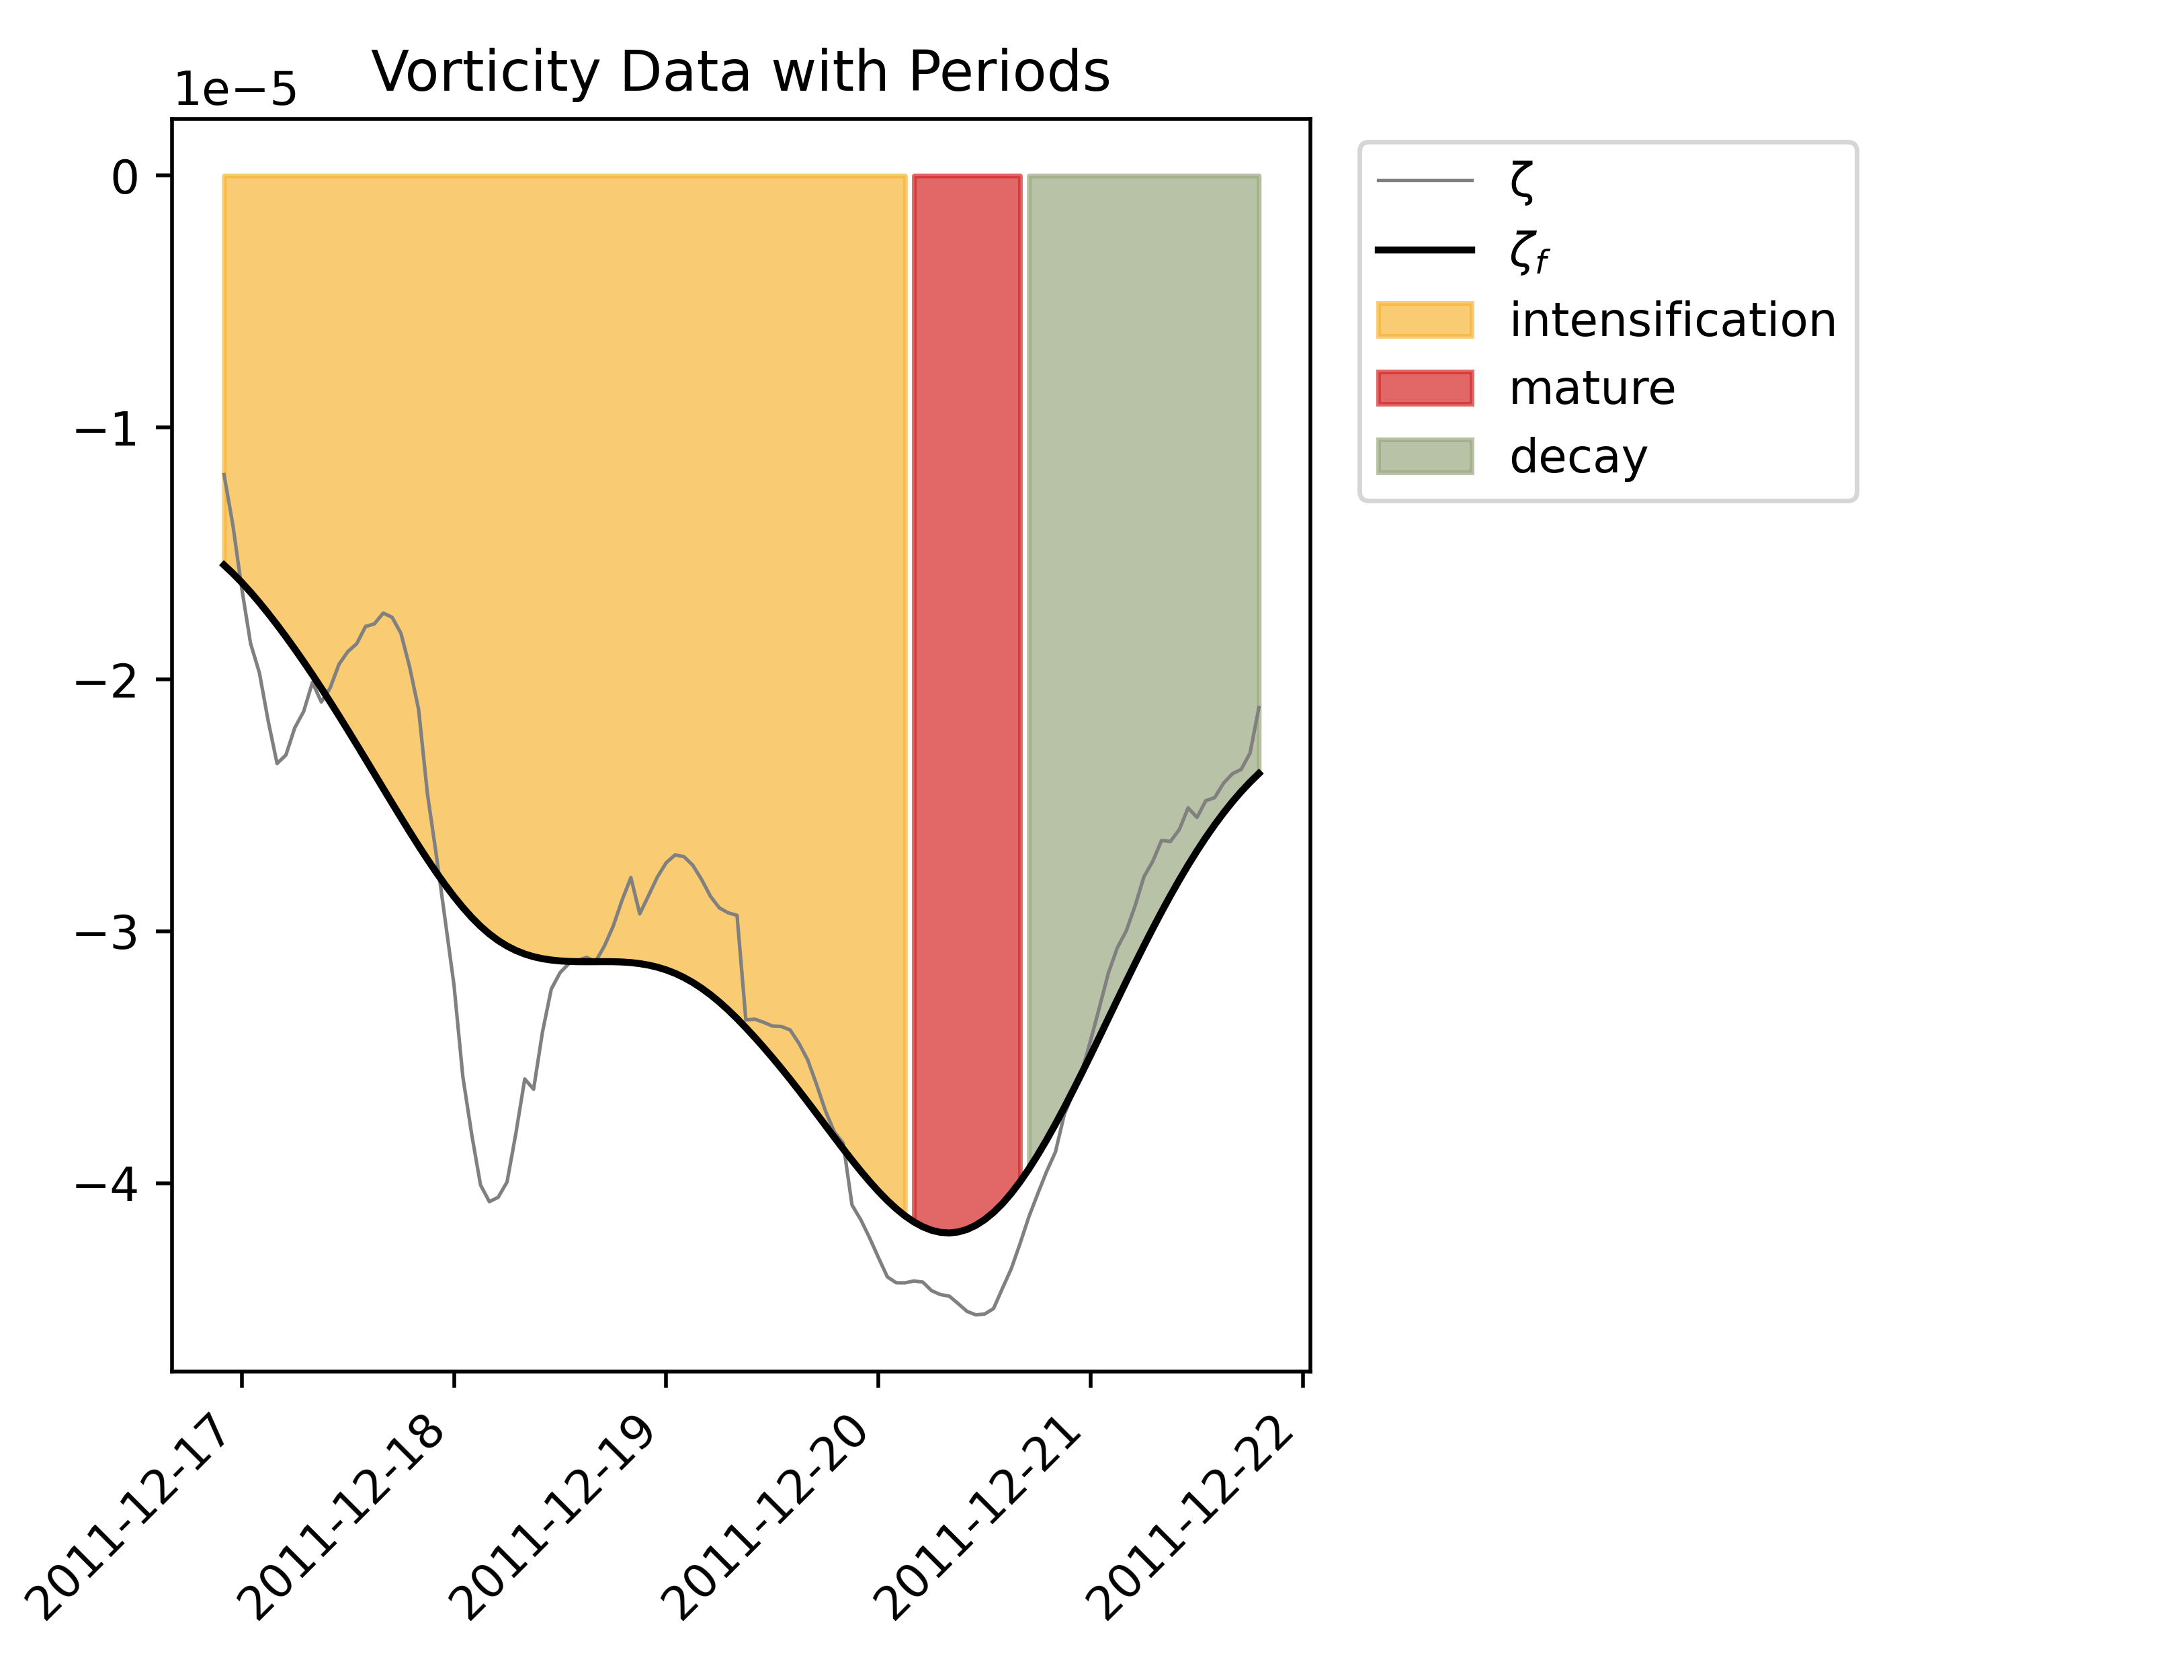 Vorticity Data with Periods
1e−5
0
−1
−2
−3
−4
2011-12-17
2011-12-18
2011-12-19
2011-12-20
2011-12-21
2011-12-22
ζ
ζf
intensification
mature
decay